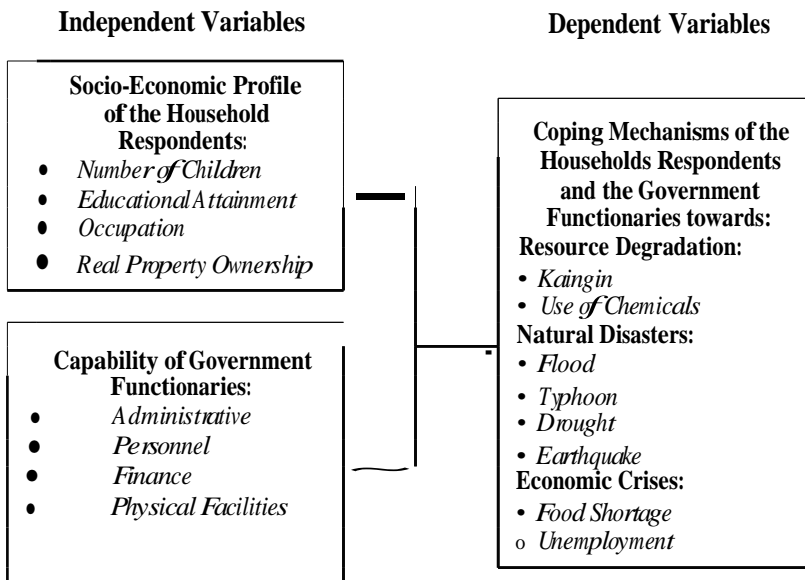 Independent Variables
Socio-Economic Profile
of the Household
Respondents:
• Number of Children
• Educational Attainment
• Occupation
• Real Property Ownership
Capability of Government
Functionaries:
• Administrative
• Personnel
• Finance
• Physical Facilities
Dependent Variables
Coping Mechanisms of the
Households Respondents
and the Government
Functionaries towards:
Resource Degradation:
• Kaingin
• Use of Chemicals
Natural Disasters:
• Flood
• Typhoon
• Drought
• Earthquake
Economic Crises:
• Food Shortage
o Unemployment